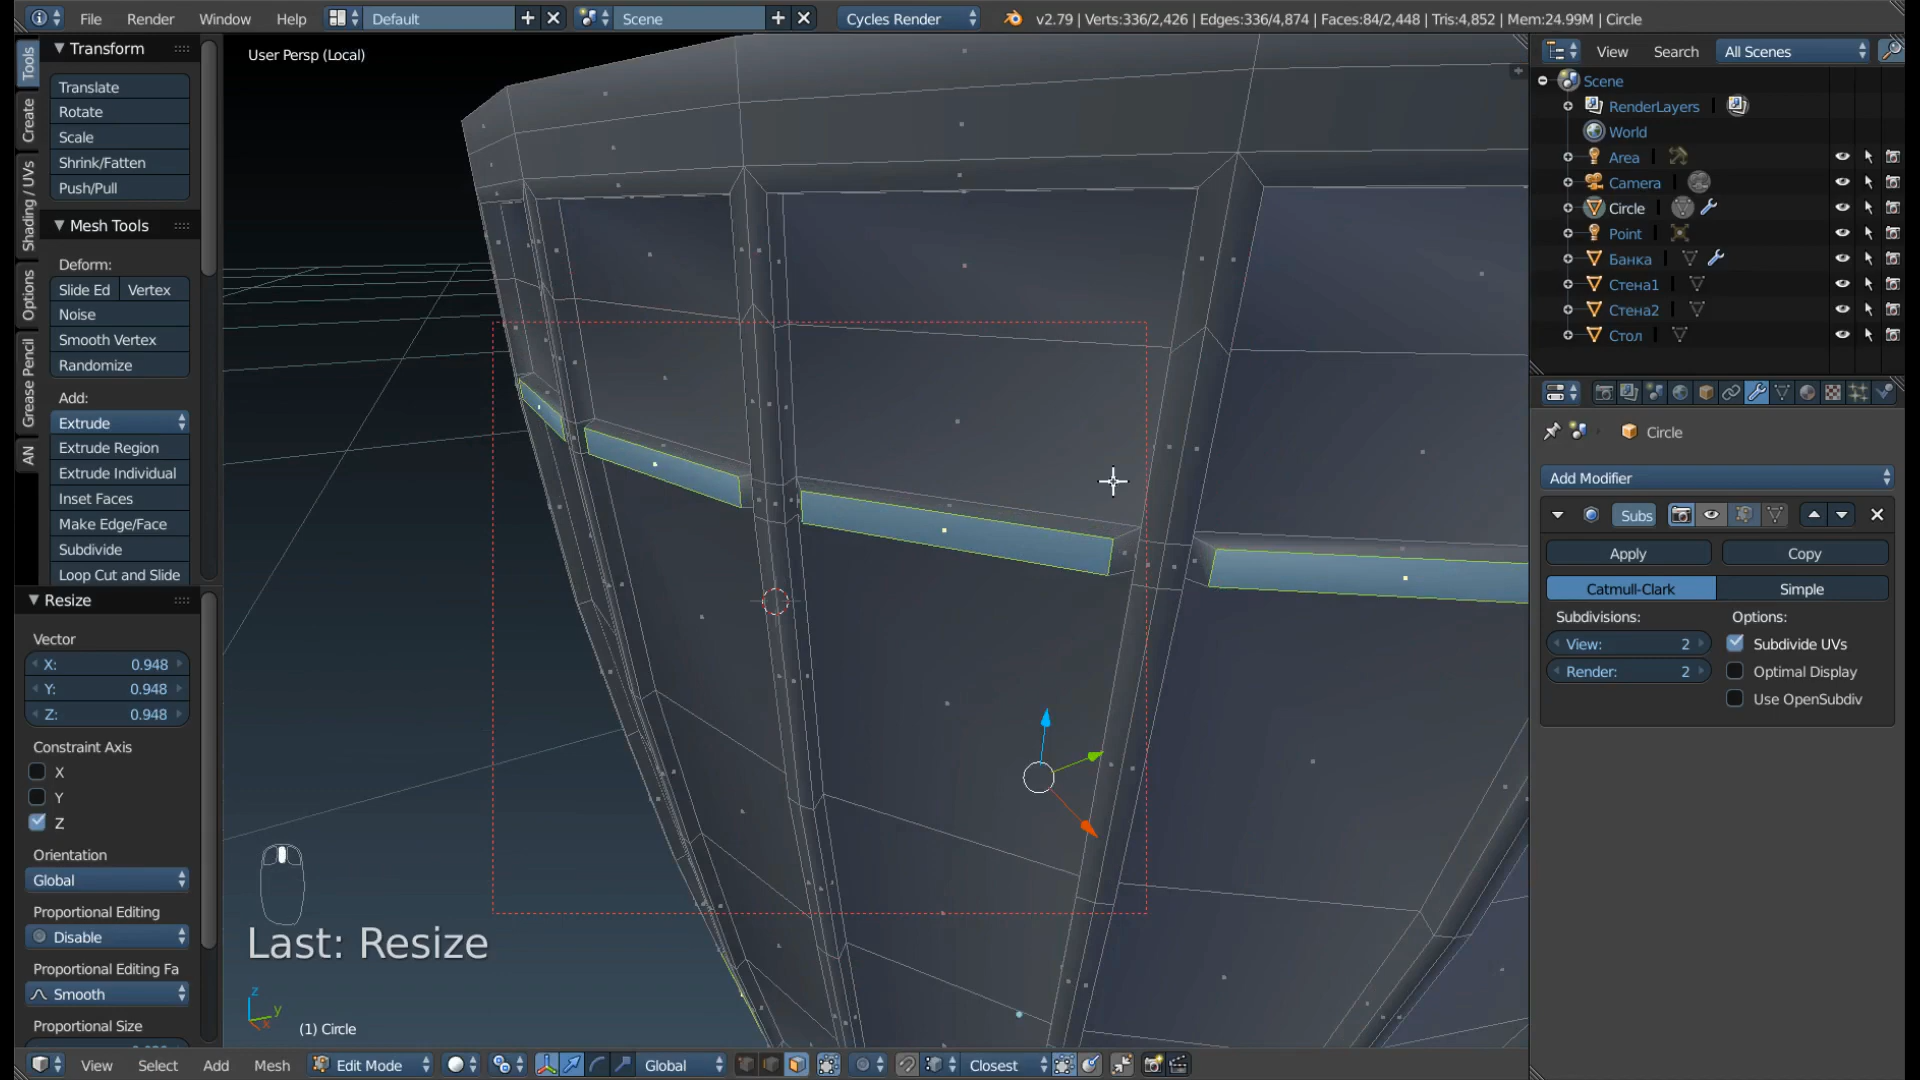 File Render Window Help Default Scene Cycles Render v2.79 | Verts:336/2,426 | Edges:336/4,874 | Faces:84/2,448 | Tris:4,852 | Mem:24.99M | Circle
Tools
Create
Shading / UVs
Options
Grease Pencil
AN
Transform
Translate
Rotate
Scale
Shrink/Fatten
Push/Pull
Mesh Tools
Deform:
Slide Ed Vertex
Noise
Smooth Vertex
Randomize
Add:
Extrude
Extrude Region
Extrude Individual
Inset Faces
Make Edge/Face
Subdivide
Loop Cut and Slide
Resize
Vector
X: 0.948
Y: 0.948
Z: 0.948
Constraint Axis
X
Y
Z
Orientation
Global
Proportional Editing
Disable
Proportional Editing Fa
Smooth
Proportional Size
User Persp (Local)
Last: Resize
z
y
x
(1) Circle
View Select Add Mesh Edit Mode Global Closest
View Search All Scenes
Scene
RenderLayers
World
Area
Camera
Circle
Point
Банка
Стена1
Стена2
Стол
Circle
Add Modifier
Subs
Apply Copy
Catmull-Clark Simple
Subdivisions: Options:
View: 2 Subdivide UVs
Render: 2 Optimal Display
Use OpenSubdiv